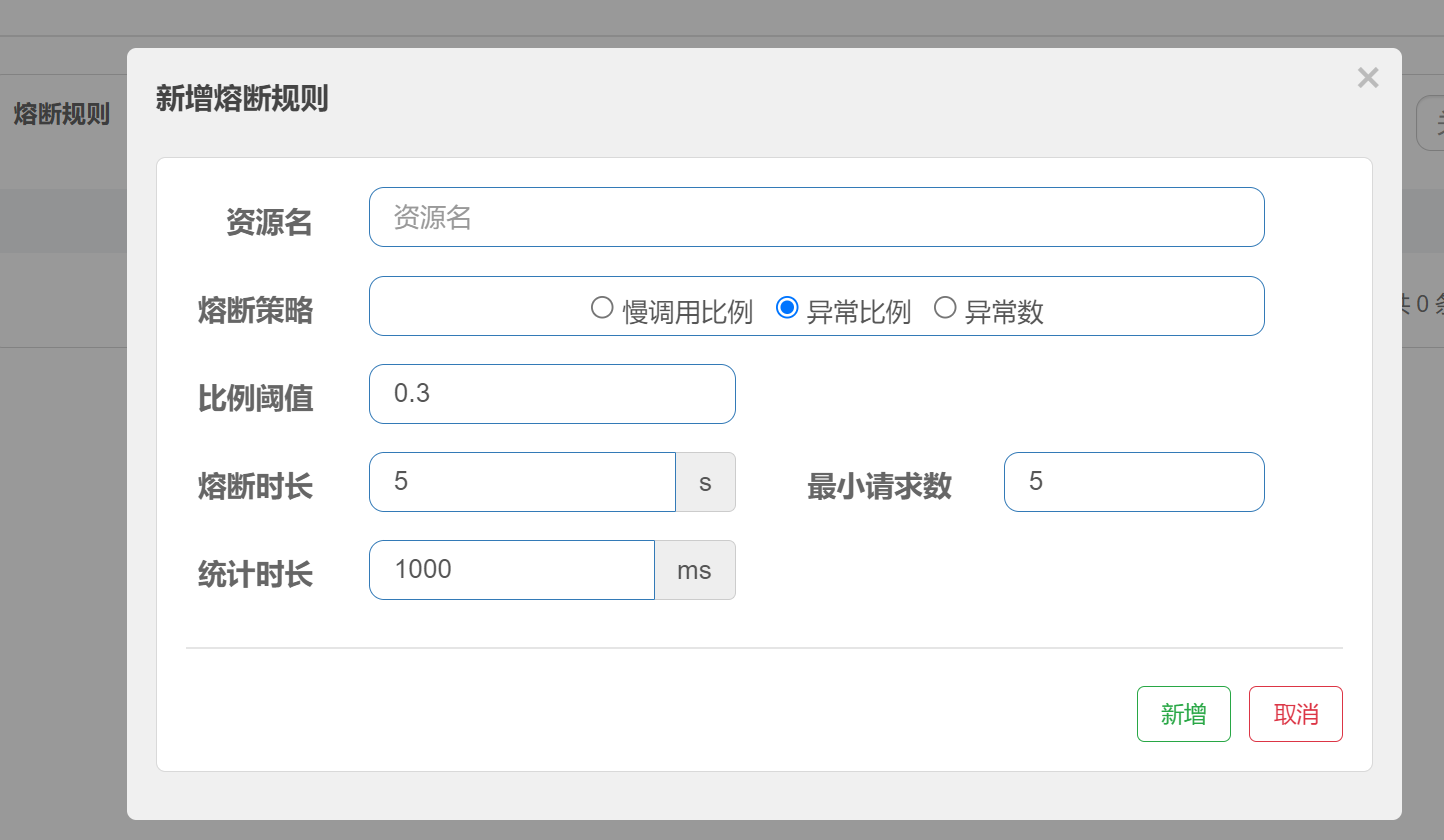 新增熔断规则
×
熔断规则
资源名 资源名
熔断策略 慢调用比例 异常比例 异常数
比例阈值 0.3
共 0 条
熔断时长 5 s 最小请求数 5
统计时长 1000 ms
新增 取消